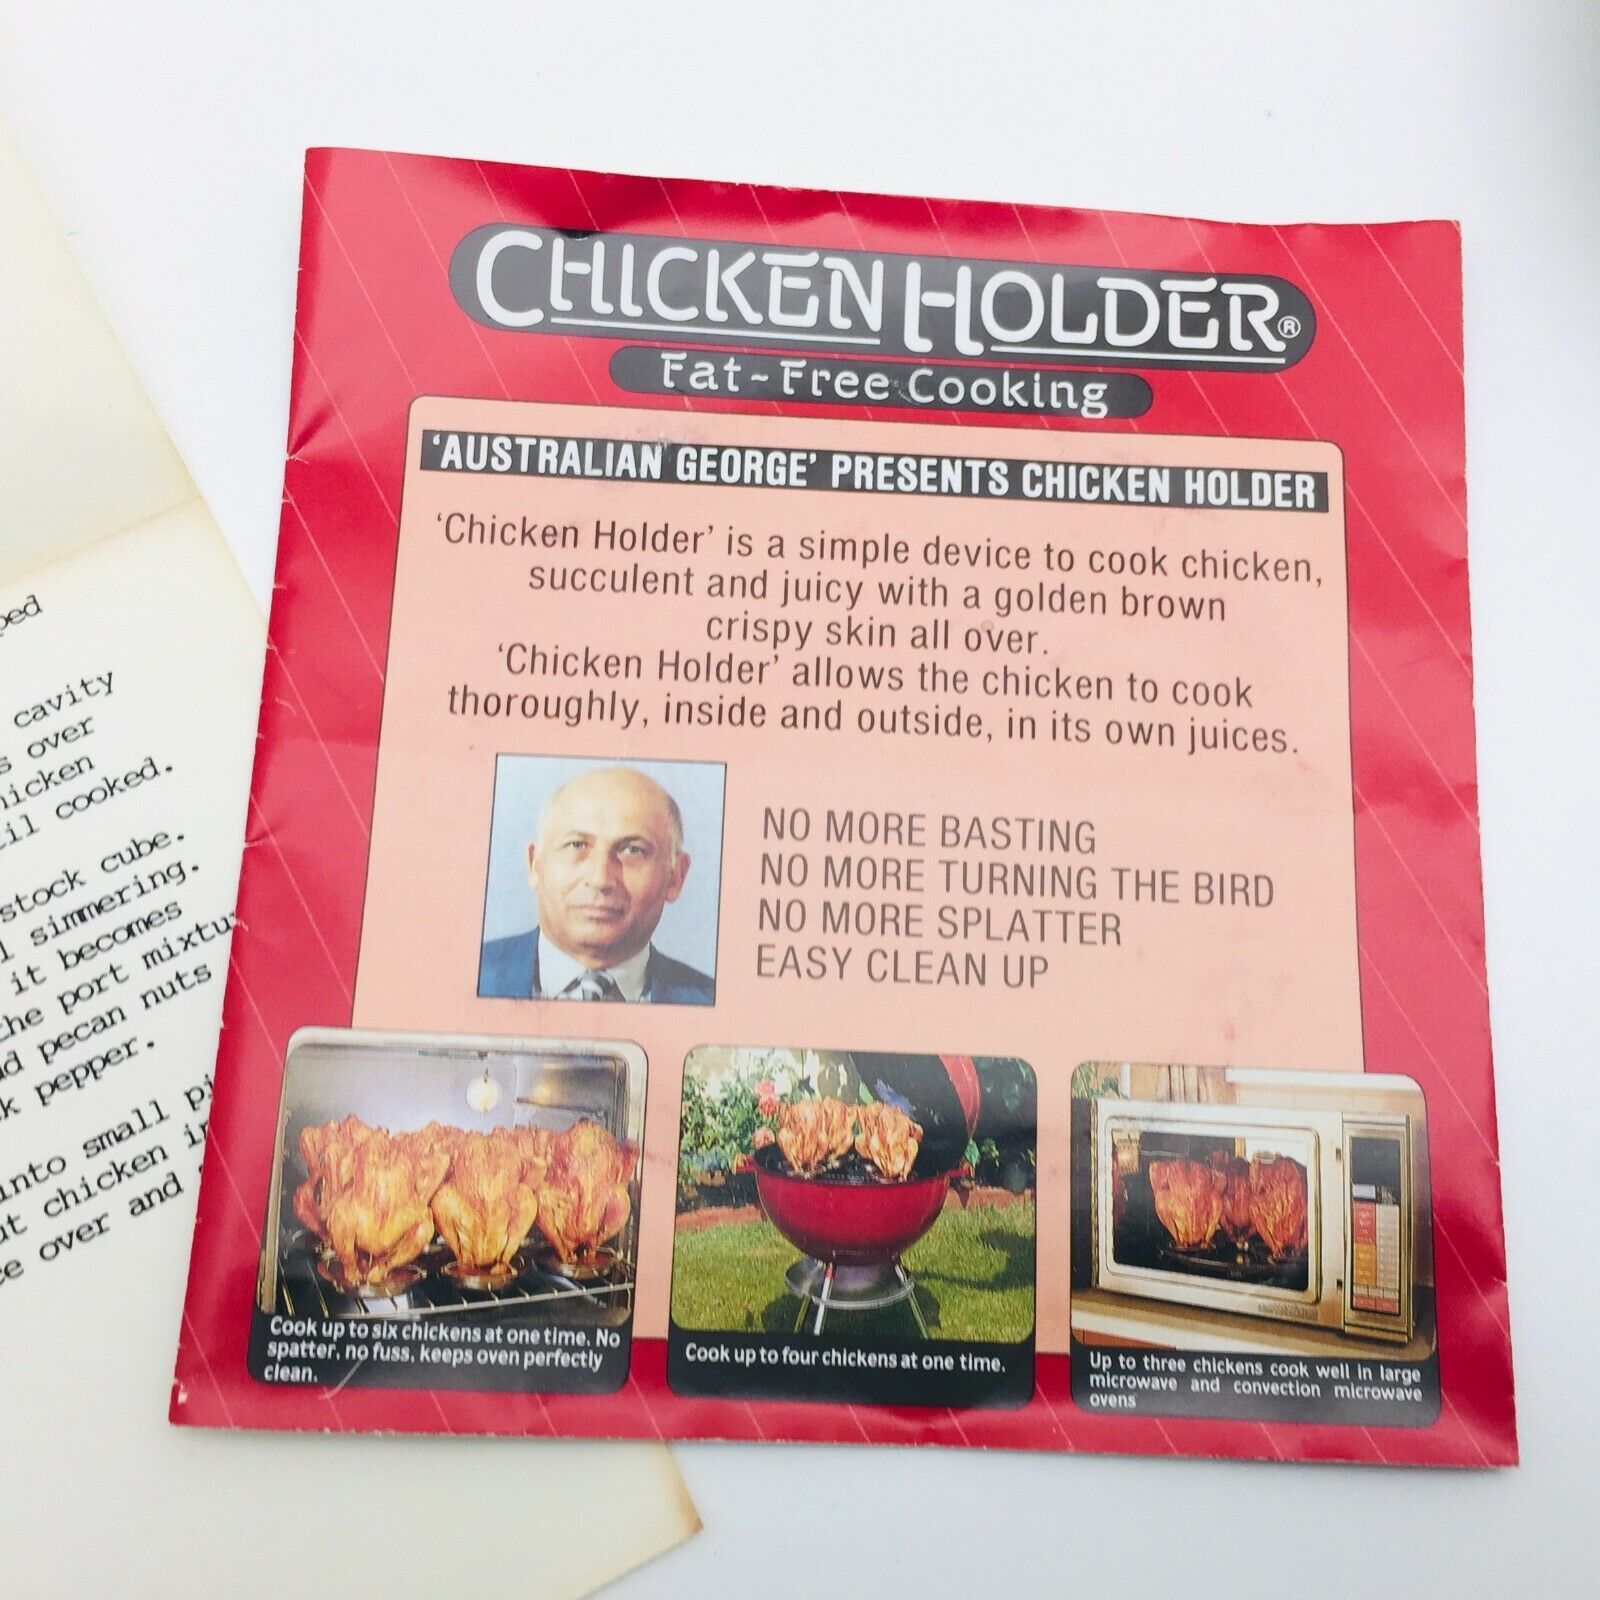 CHICKEN HOLDER®
Fat-Free Cooking
'AUSTRALIAN GEORGE' PRESENTS CHICKEN HOLDER
'Chicken Holder' is a simple device to cook chicken,
succulent and juicy with a golden brown
crispy skin all over.
'Chicken Holder' allows the chicken to cook
thoroughly, inside and outside, in its own juices.
NO MORE BASTING
NO MORE TURNING THE BIRD
NO MORE SPLATTER
EASY CLEAN UP
Cook up to six chickens at one time. No
spatter, no fuss, keeps oven perfectly
clean.
Cook up to four chickens at one time.
Up to three chickens cook well in large
microwave and convection microwave
ovens
cavity
over
cooked.
stock cube.
simmering.
it becomes
the port
pecan nuts
pepper.
into small
chicken
over and